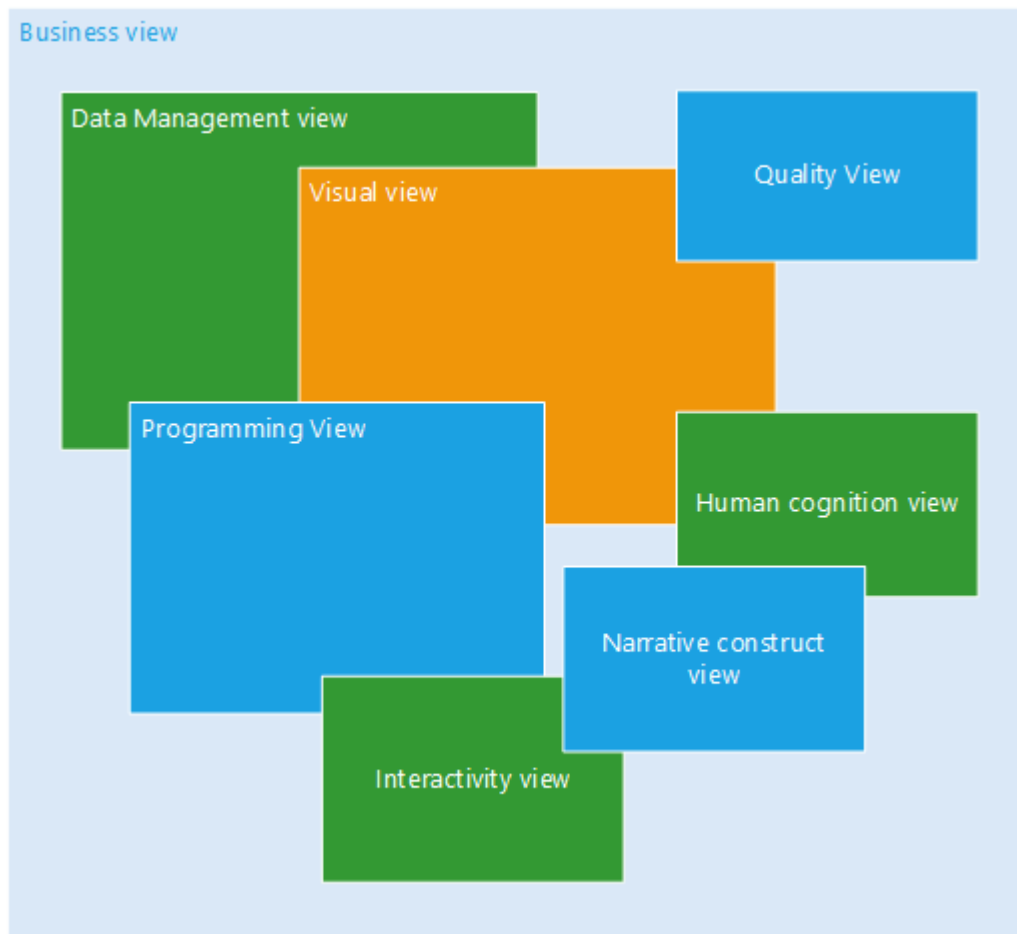 Business view
Data Management view
Visual view
Quality View
Programming View
Human cognition view
Narrative construct
view
Interactivity view